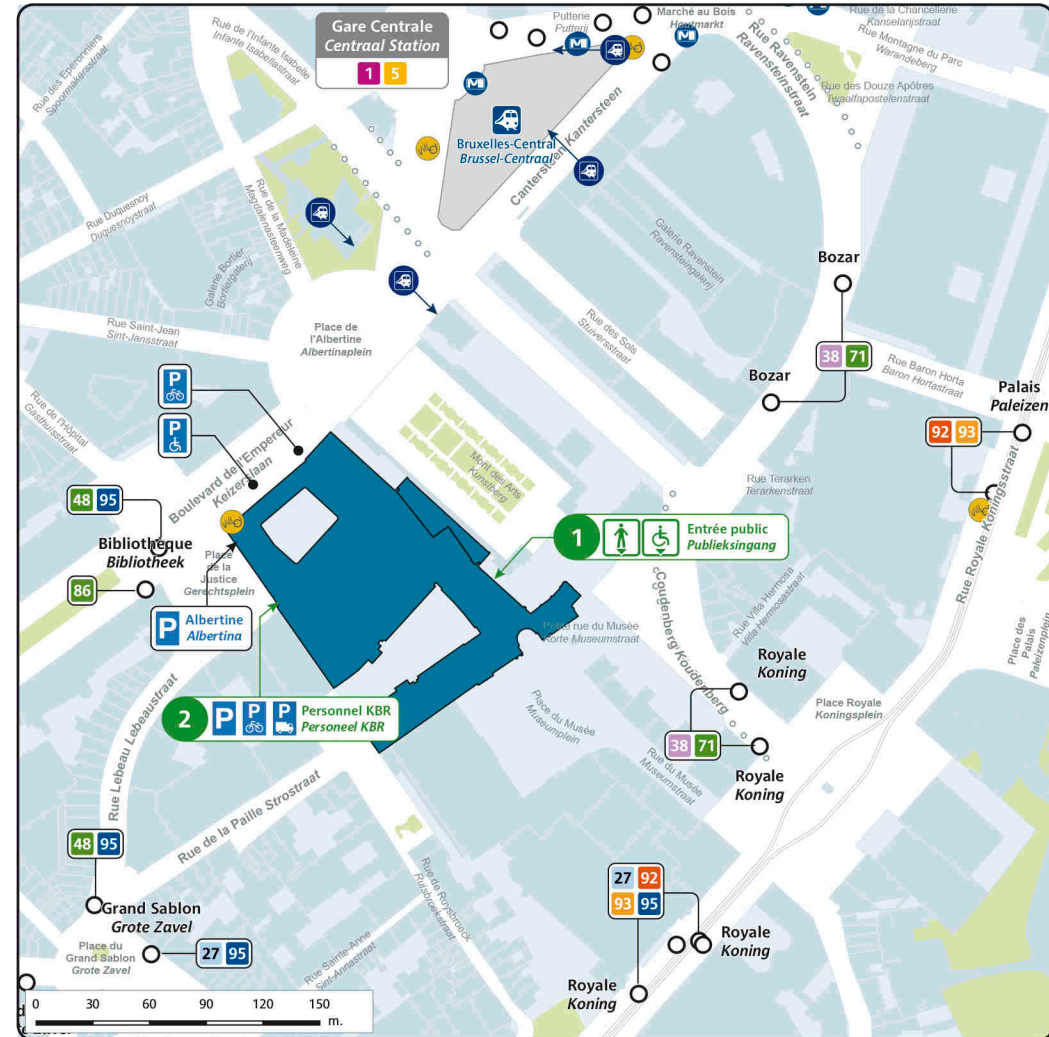 Gare Centrale
Centraal Station
1 5
Putterie
Putterij
Marché au Bois
Houtmarkt
Rue de la Chancellerie
Kanselarijstraat
Rue Montagne du Parc
Warandeberg
Rue Ravenstein
Ravensteinstraat
Rue des Douze Apôtres
Twaalfapostelenstraat
Rue des Eperonniers
Spoormakersstraat
Rue de l'Infante Isabelle
Infante Isabellastraat
M
M
M
Bruxelles-Central
Brussel-Centraal
Cantersteen Kantersteen
villo
villo
Rue Duquesnoy
Duquesnoystraat
Rue de la Madeleine
Magdalenasteenweg
Galerie Bortier
Bortiergalerij
Galerie Ravenstein
Ravensteingalerij
Rue des Sols
Stuiversstraat
Rue Saint-Jean
Sint-Jansstraat
Place de
l'Albertine
Albertinaplein
Bozar
38 71
Bozar
Rue Baron Horta
Baron Hortastraat
Palais
Paleizen
92 93
P
P
Rue de l'Hôpital
Gasthuisstraat
Boulevard de l'Empereur
Keizerslaan
Mont des Arts
Kunstberg
Rue Terarken
Terarkenstraat
villo
Rue Royale Koningsstraat
48 95
Bibliothèque
Bibliotheek
86
villo
Place
de la
Justice
Gerechtsplein
P Albertine
Albertina
1 Entrée public
Publieksingang
Coudenberg Koudenberg
Rue Villa Hermosa
Villa Hermosastraat
Petite rue du Musée
Korte Museumstraat
Place des
Palais
Paleizenplein
Royale
Koning
Place Royale
Koningsplein
2 P P P Personnel KBR
Personeel KBR
Place du Musée
Museumplein
38 71
Rue du Musée
Museumstraat
Royale
Koning
Rue Lebeau Lebeaustraat
Rue de la Paille Strostraat
48 95
Grand Sablon
Grote Zavel
Place du
Grand Sablon
Grote Zavel
27 95
Rue de Ruysbroeck
Ruisbroekstraat
Rue Sainte-Anne
Sint-Annastraat
27 92
93 95
Royale
Koning
Royale
Koning
0 30 60 90 120 150
m.